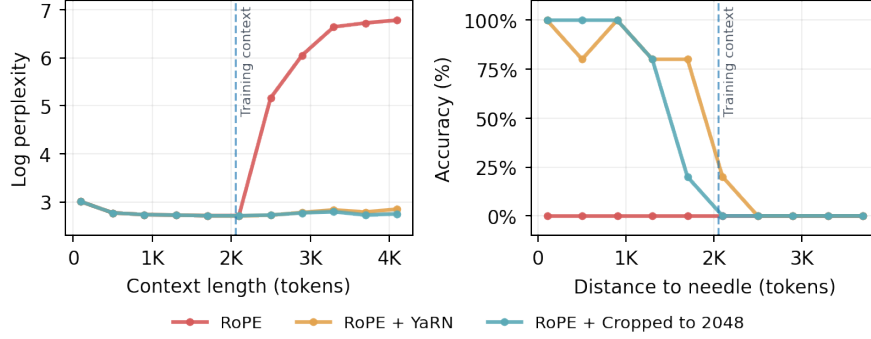 Log perplexity
7
6
5
4
3
Training context
0 1K 2K 3K 4K
Context length (tokens)
Accuracy (%)
100%
75%
50%
25%
0%
Training context
0 1K 2K 3K
Distance to needle (tokens)
RoPE RoPE + YaRN RoPE + Cropped to 2048